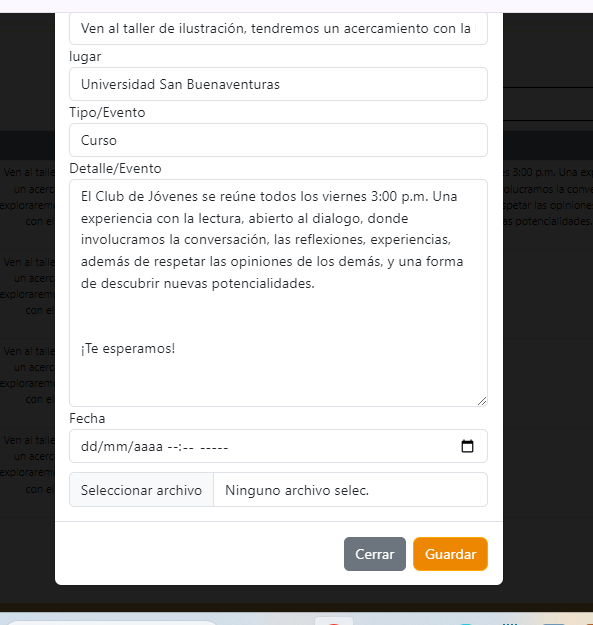 Ven al taller de ilustración, tendremos un acercamiento con la
lugar
Universidad San Buenaventuras
Tipo/Evento
Curso
Detalle/Evento
El Club de Jóvenes se reúne todos los viernes 3:00 p.m. Una
experiencia con la lectura, abierto al dialogo, donde
involucramos la conversación, las reflexiones, experiencias,
además de respetar las opiniones de los demás, y una forma
de descubrir nuevas potencialidades.
¡Te esperamos!
Fecha
dd/mm/aaaa --:-- -----
Seleccionar archivo Ninguno archivo selec.
Cerrar Guardar